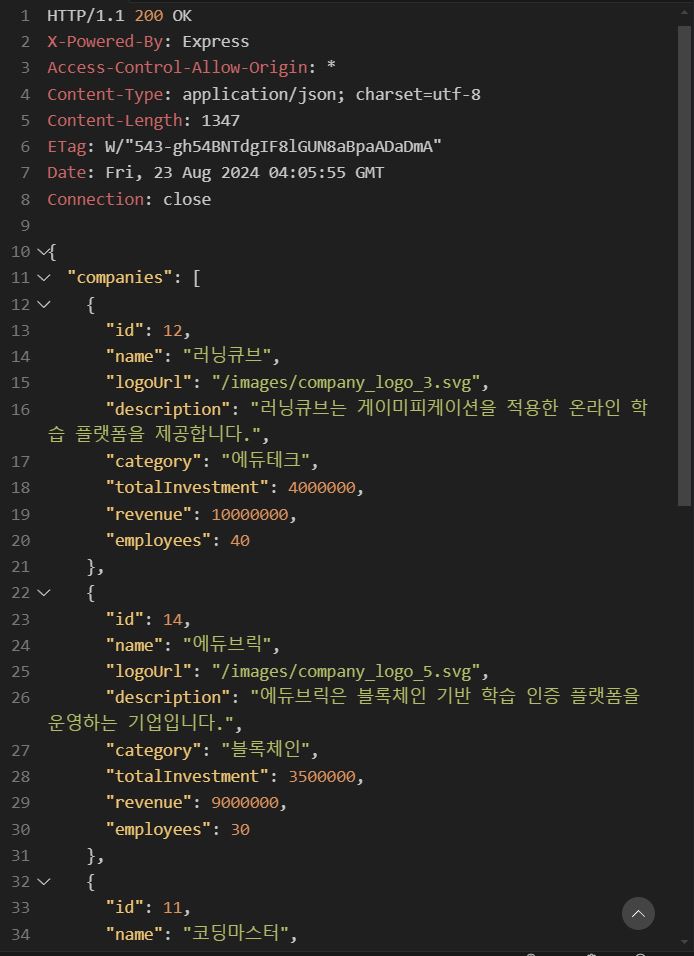 1 HTTP/1.1 200 OK
2 X-Powered-By: Express
3 Access-Control-Allow-Origin: *
4 Content-Type: application/json; charset=utf-8
5 Content-Length: 1347
6 ETag: W/"543-gh54BNTdgIF8lGUN8aBpaADaDmA"
7 Date: Fri, 23 Aug 2024 04:05:55 GMT
8 Connection: close
9
10 {
11 "companies": [
12 {
13 "id": 12,
14 "name": "러닝큐브",
15 "logoUrl": "/images/company_logo_3.svg",
16 "description": "러닝큐브는 게이미피케이션을 적용한 온라인 학
습 플랫폼을 제공합니다.",
17 "category": "에듀테크",
18 "totalInvestment": 4000000,
19 "revenue": 10000000,
20 "employees": 40
21 },
22 {
23 "id": 14,
24 "name": "에듀브릭",
25 "logoUrl": "/images/company_logo_5.svg",
26 "description": "에듀브릭은 블록체인 기반 학습 인증 플랫폼을
운영하는 기업입니다.",
27 "category": "블록체인",
28 "totalInvestment": 3500000,
29 "revenue": 9000000,
30 "employees": 30
31 },
32 {
33 "id": 11,
34 "name": "코딩마스터",